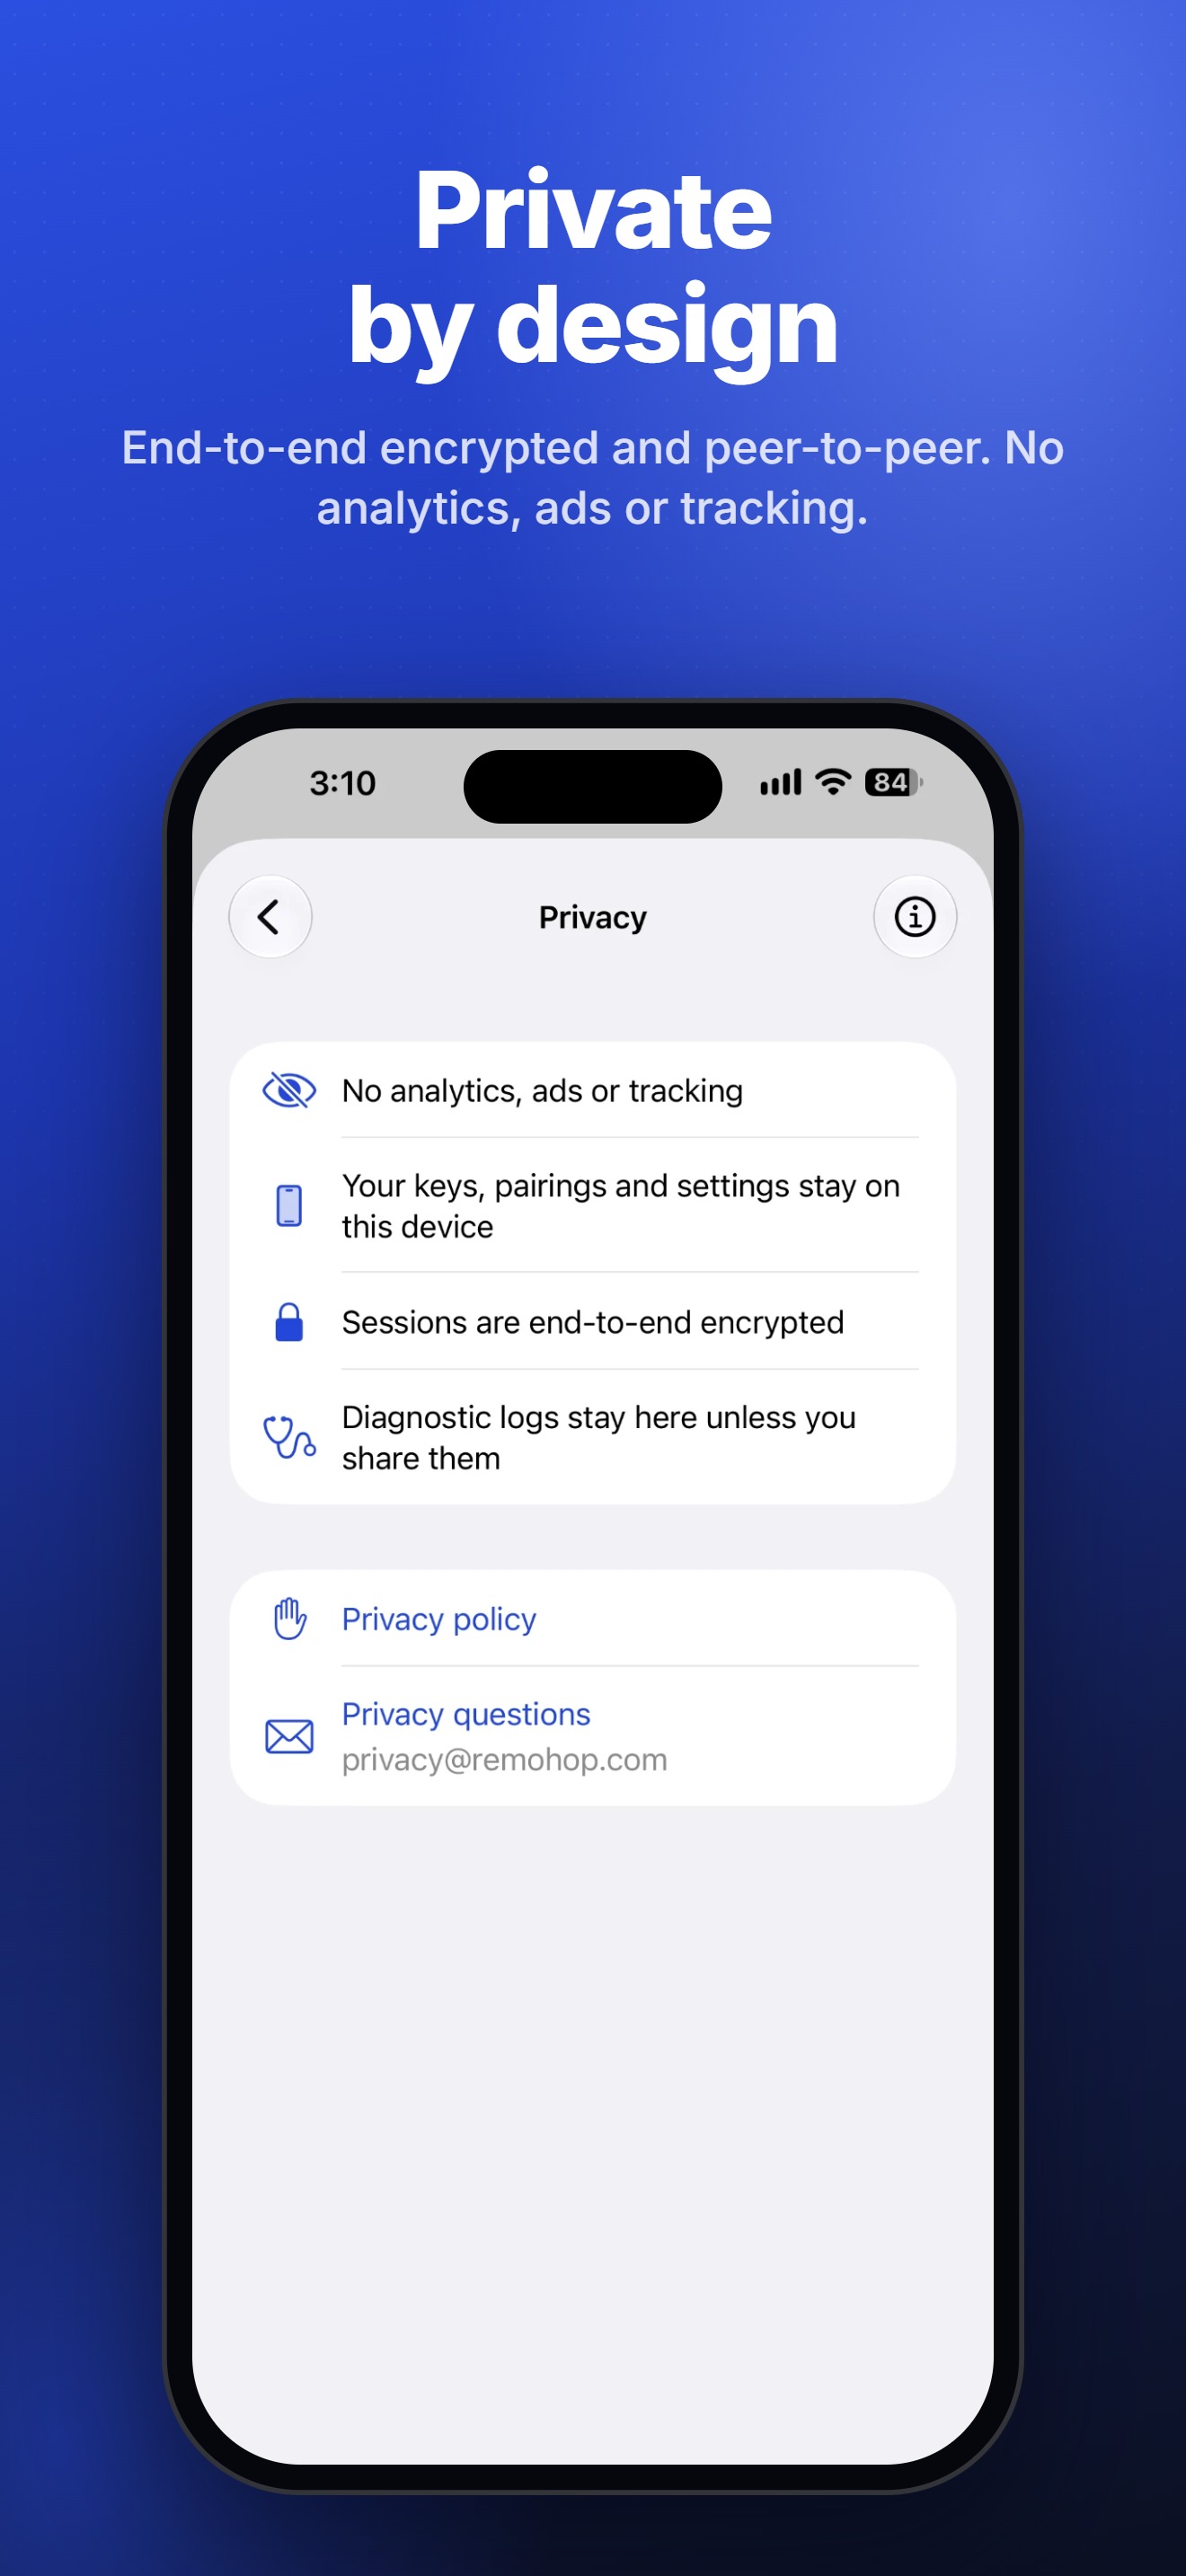 Private
by design
End-to-end encrypted and peer-to-peer. No
analytics, ads or tracking.
3:10
84
Privacy
No analytics, ads or tracking
Your keys, pairings and settings stay on
this device
Sessions are end-to-end encrypted
Diagnostic logs stay here unless you
share them
Privacy policy
Privacy questions
privacy@remohop.com